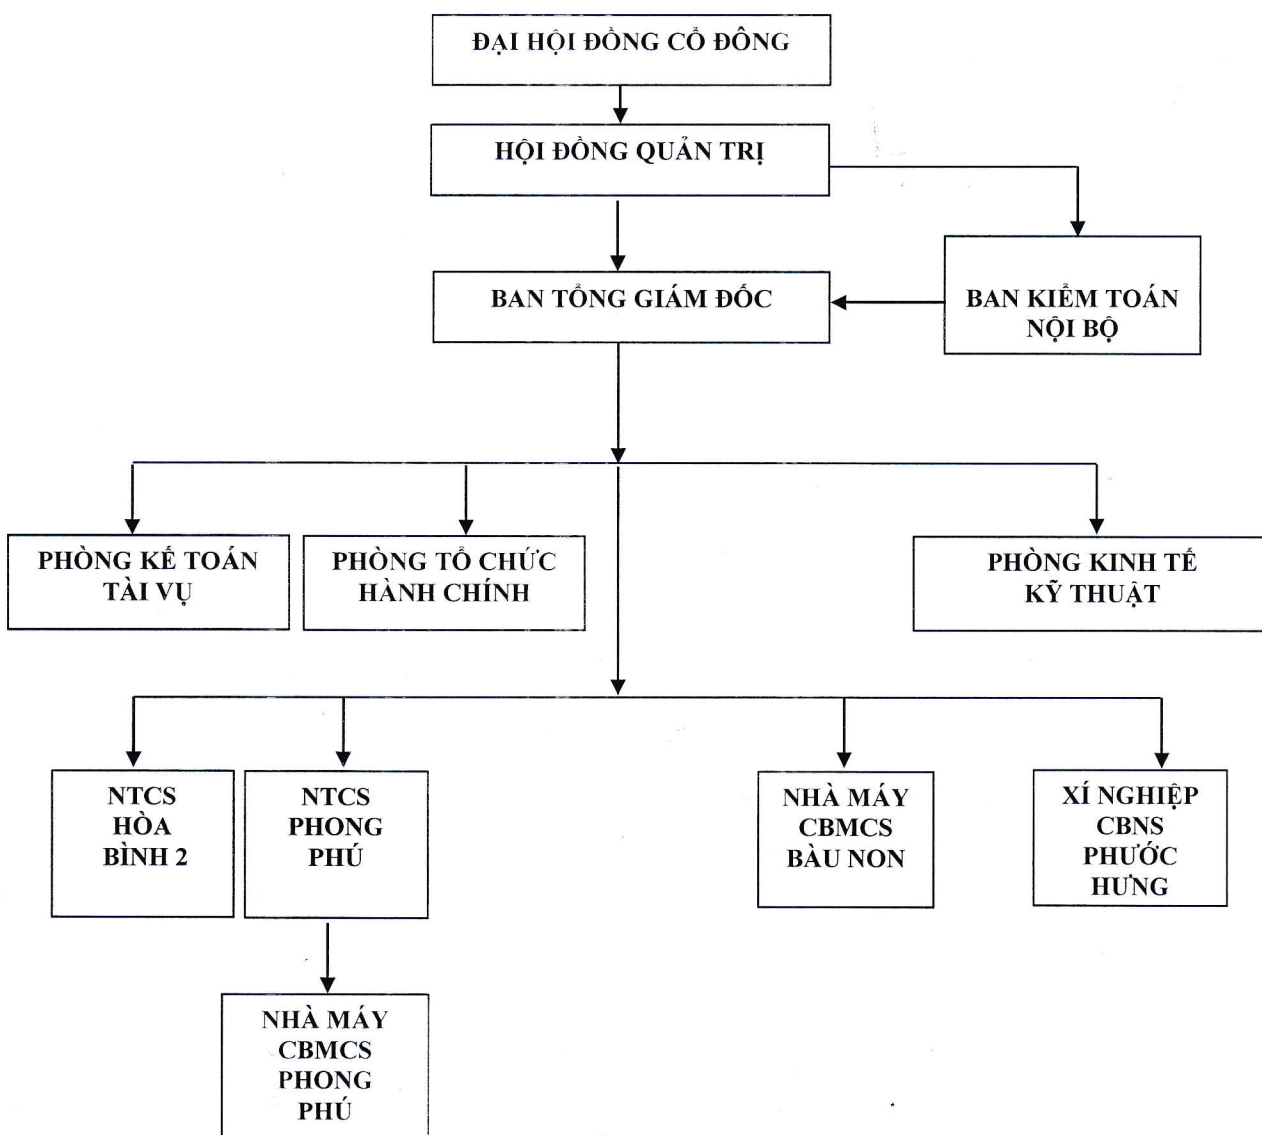 ĐẠI HỘI ĐỒNG CỔ ĐÔNG
HỘI ĐỒNG QUẢN TRỊ
BAN TỔNG GIÁM ĐỐC
BAN KIỂM TOÁN
NỘI BỘ
PHÒNG KẾ TOÁN
TÀI VỤ
PHÒNG TỔ CHỨC
HÀNH CHÍNH
PHÒNG KINH TẾ
KỸ THUẬT
NTCS
HÒA
BÌNH 2
NTCS
PHONG
PHÚ
NHÀ MÁY
CBMCS
BÀU NON
XÍ NGHIỆP
CBNS
PHƯỚC
HƯNG
NHÀ MÁY
CBMCS
PHONG
PHÚ